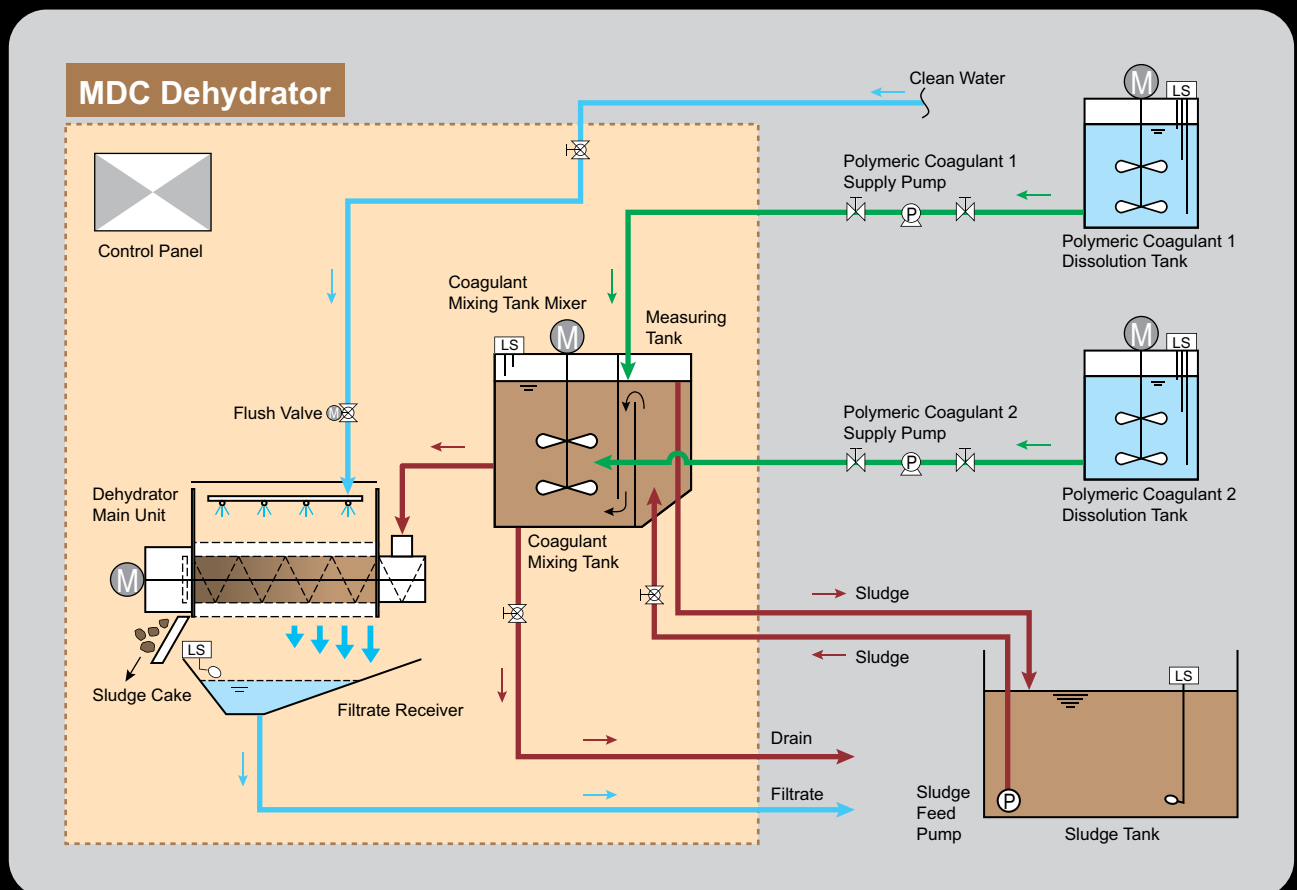 MDC Dehydrator
Clean Water
M
LS
Polymeric Coagulant 1
Supply Pump
P
Polymeric Coagulant 1
Dissolution Tank
Control Panel
Coagulant
Mixing Tank Mixer
M
LS
Measuring
Tank
M
LS
Flush Valve
M
Polymeric Coagulant 2
Supply Pump
P
Polymeric Coagulant 2
Dissolution Tank
Dehydrator
Main Unit
M
Coagulant
Mixing Tank
Sludge
Sludge
LS
Sludge Cake
Filtrate Receiver
LS
Drain
Filtrate
Sludge
Feed
Pump
P
Sludge Tank